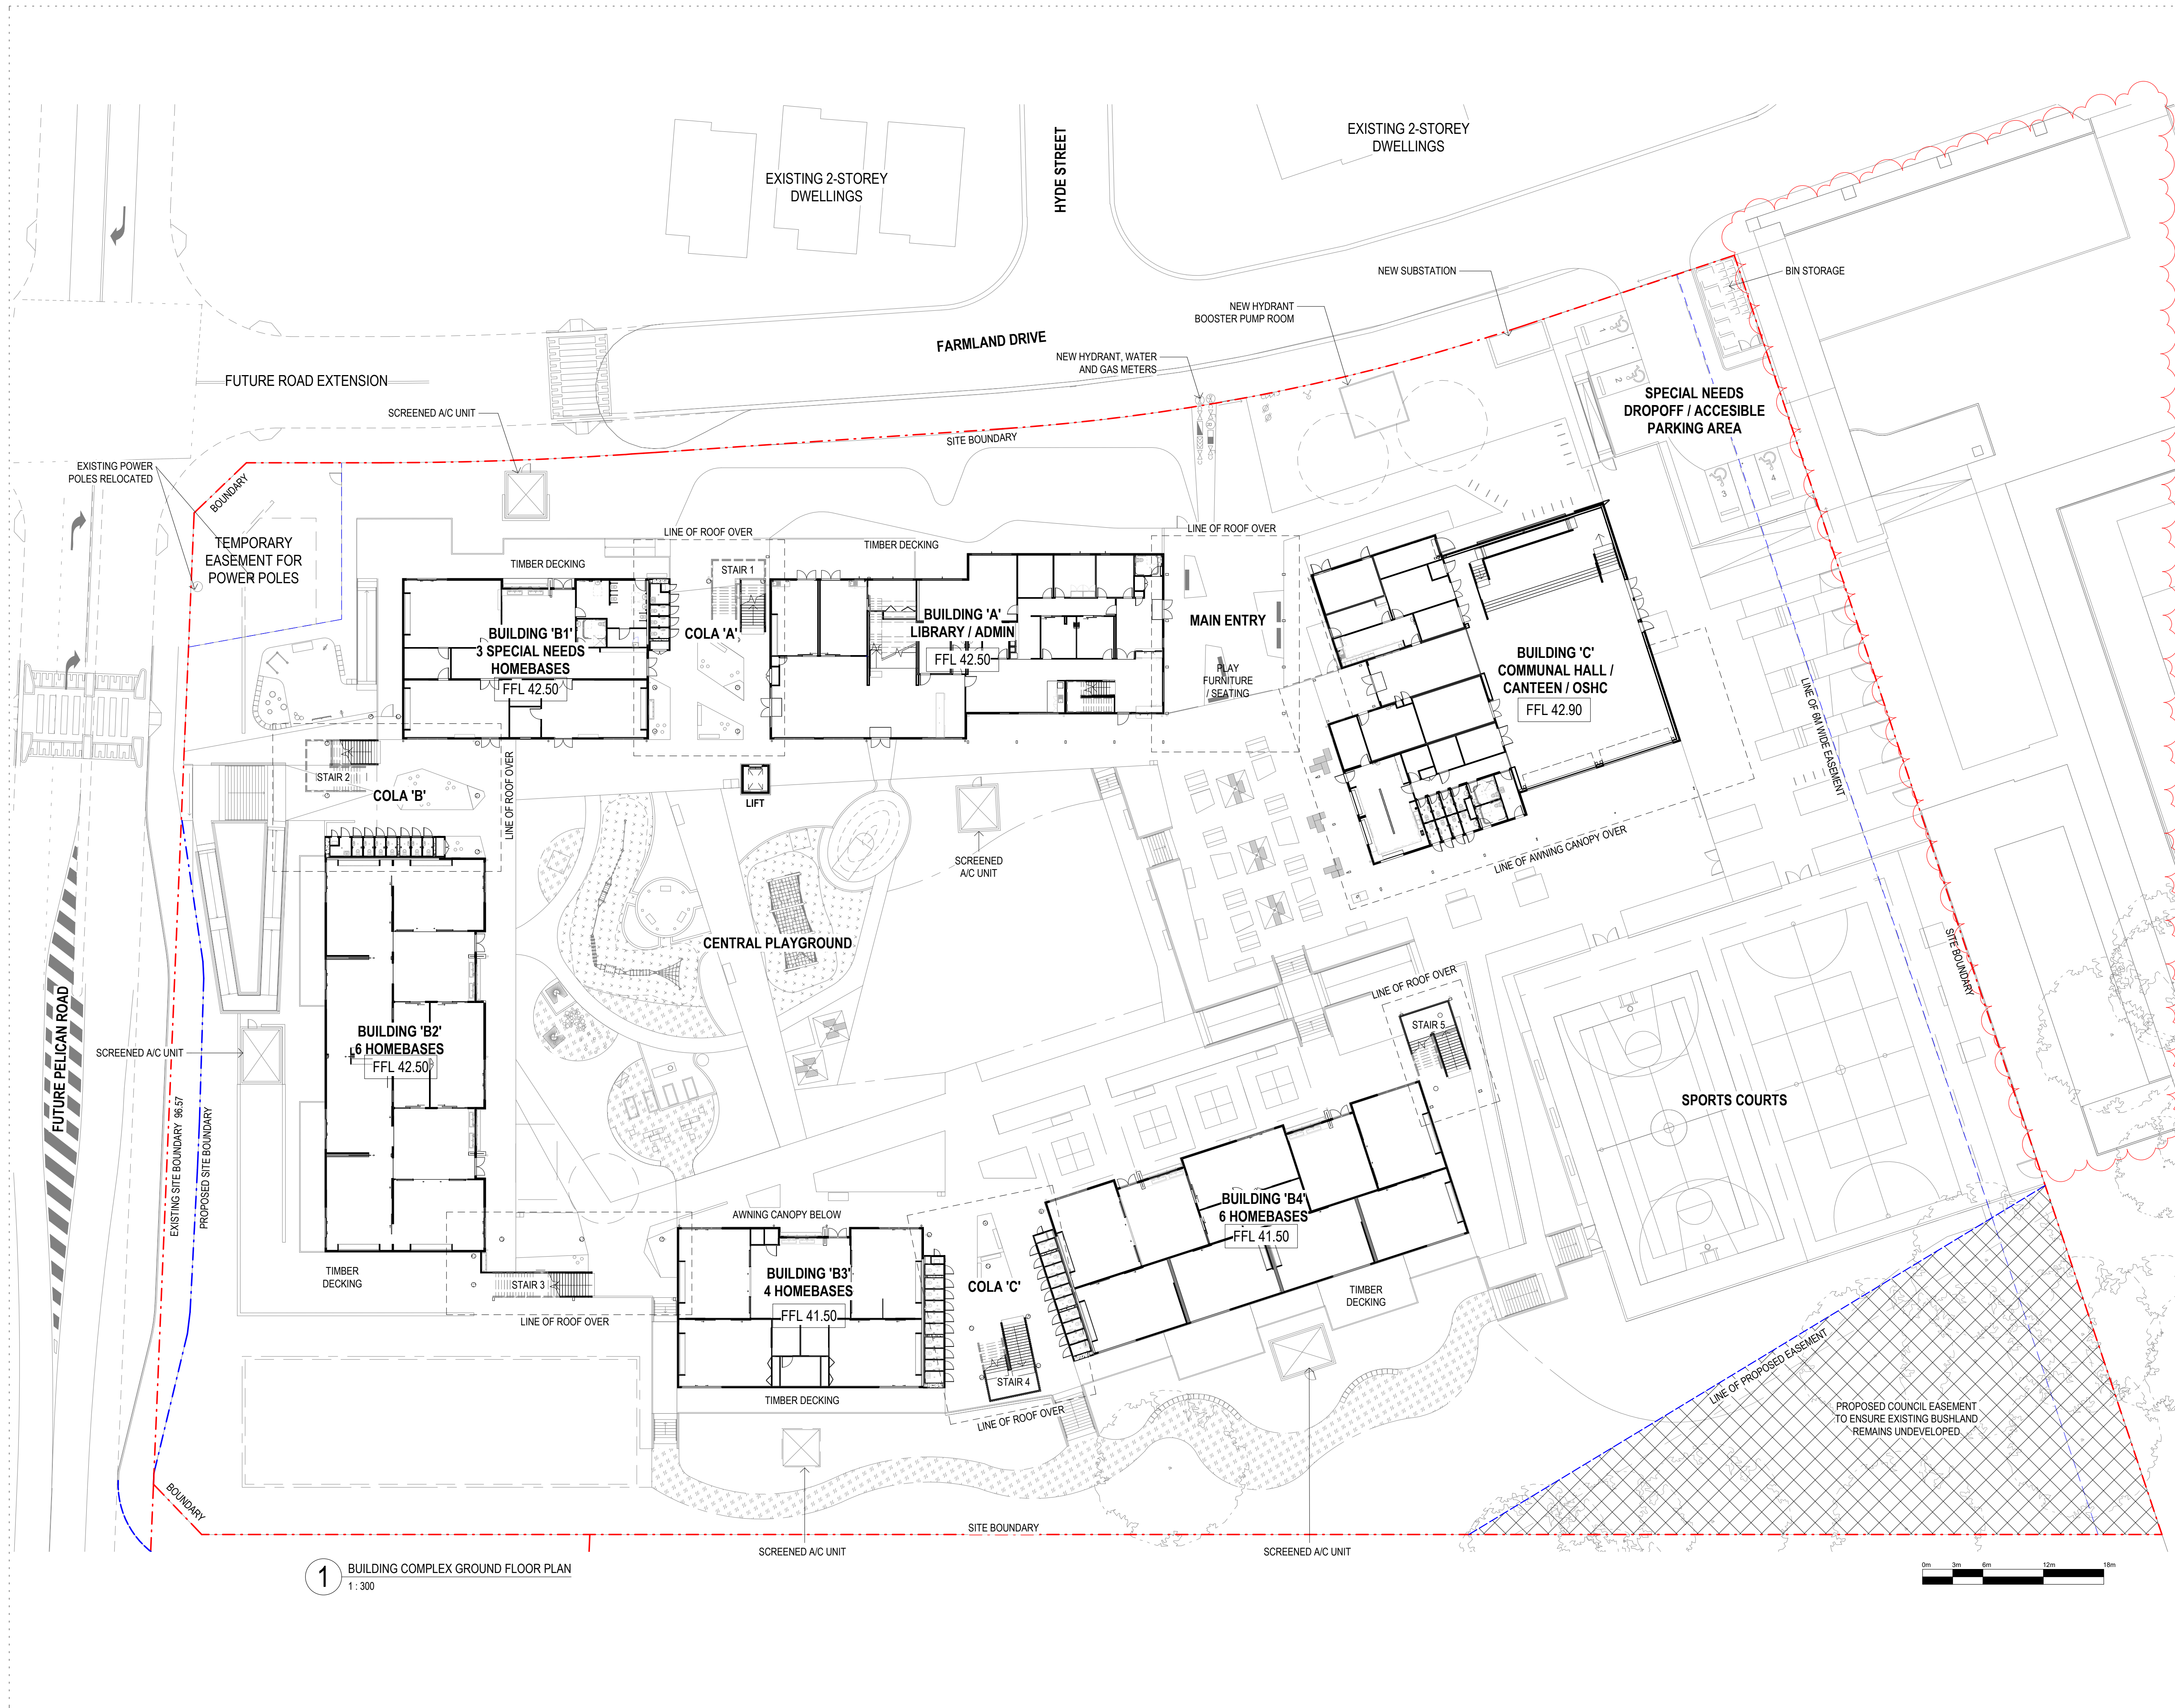 EXISTING 2-STOREY
DWELLINGS
EXISTING 2-STOREY
DWELLINGS
HYDE STREET
NEW SUBSTATION
BIN STORAGE
NEW HYDRANT
BOOSTER PUMP ROOM
FARMLAND DRIVE
NEW HYDRANT, WATER
AND GAS METERS
FUTURE ROAD EXTENSION
SCREENED A/C UNIT
SPECIAL NEEDS
DROPOFF / ACCESIBLE
PARKING AREA
1
2
3
4
SITE BOUNDARY
EXISTING POWER
POLES RELOCATED
BOUNDARY
TEMPORARY
EASEMENT FOR
POWER POLES
LINE OF ROOF OVER
LINE OF ROOF OVER
TIMBER DECKING
TIMBER DECKING
STAIR 1
BUILDING 'B1'
3 SPECIAL NEEDS
HOMEBASES
FFL 42.50
COLA 'A'
BUILDING 'A'
LIBRARY / ADMIN
FFL 42.50
MAIN ENTRY
PLAY
FURNITURE
/ SEATING
BUILDING 'C'
COMMUNAL HALL /
CANTEEN / OSHC
FFL 42.90
LINE OF 6M WIDE EASEMENT
STAIR 2
COLA 'B'
LINE OF ROOF OVER
LIFT
SCREENED
A/C UNIT
LINE OF AWNING CANOPY OVER
CENTRAL PLAYGROUND
SITE BOUNDARY
LINE OF ROOF OVER
STAIR 5
FUTURE PELICAN ROAD
SCREENED A/C UNIT
BUILDING 'B2'
6 HOMEBASES
FFL 42.50
EXISTING SITE BOUNDARY 96.57
PROPOSED SITE BOUNDARY
SPORTS COURTS
AWNING CANOPY BELOW
BUILDING 'B4'
6 HOMEBASES
FFL 41.50
TIMBER
DECKING
STAIR 3
BUILDING 'B3'
4 HOMEBASES
FFL 41.50
COLA 'C'
TIMBER
DECKING
LINE OF ROOF OVER
STAIR 4
TIMBER DECKING
LINE OF ROOF OVER
LINE OF PROPOSED EASEMENT
PROPOSED COUNCIL EASEMENT
TO ENSURE EXISTING BUSHLAND
REMAINS UNDEVELOPED
BOUNDARY
SITE BOUNDARY
SCREENED A/C UNIT
SCREENED A/C UNIT
1
BUILDING COMPLEX GROUND FLOOR PLAN
1 : 300
0m 3m 6m 12m 18m